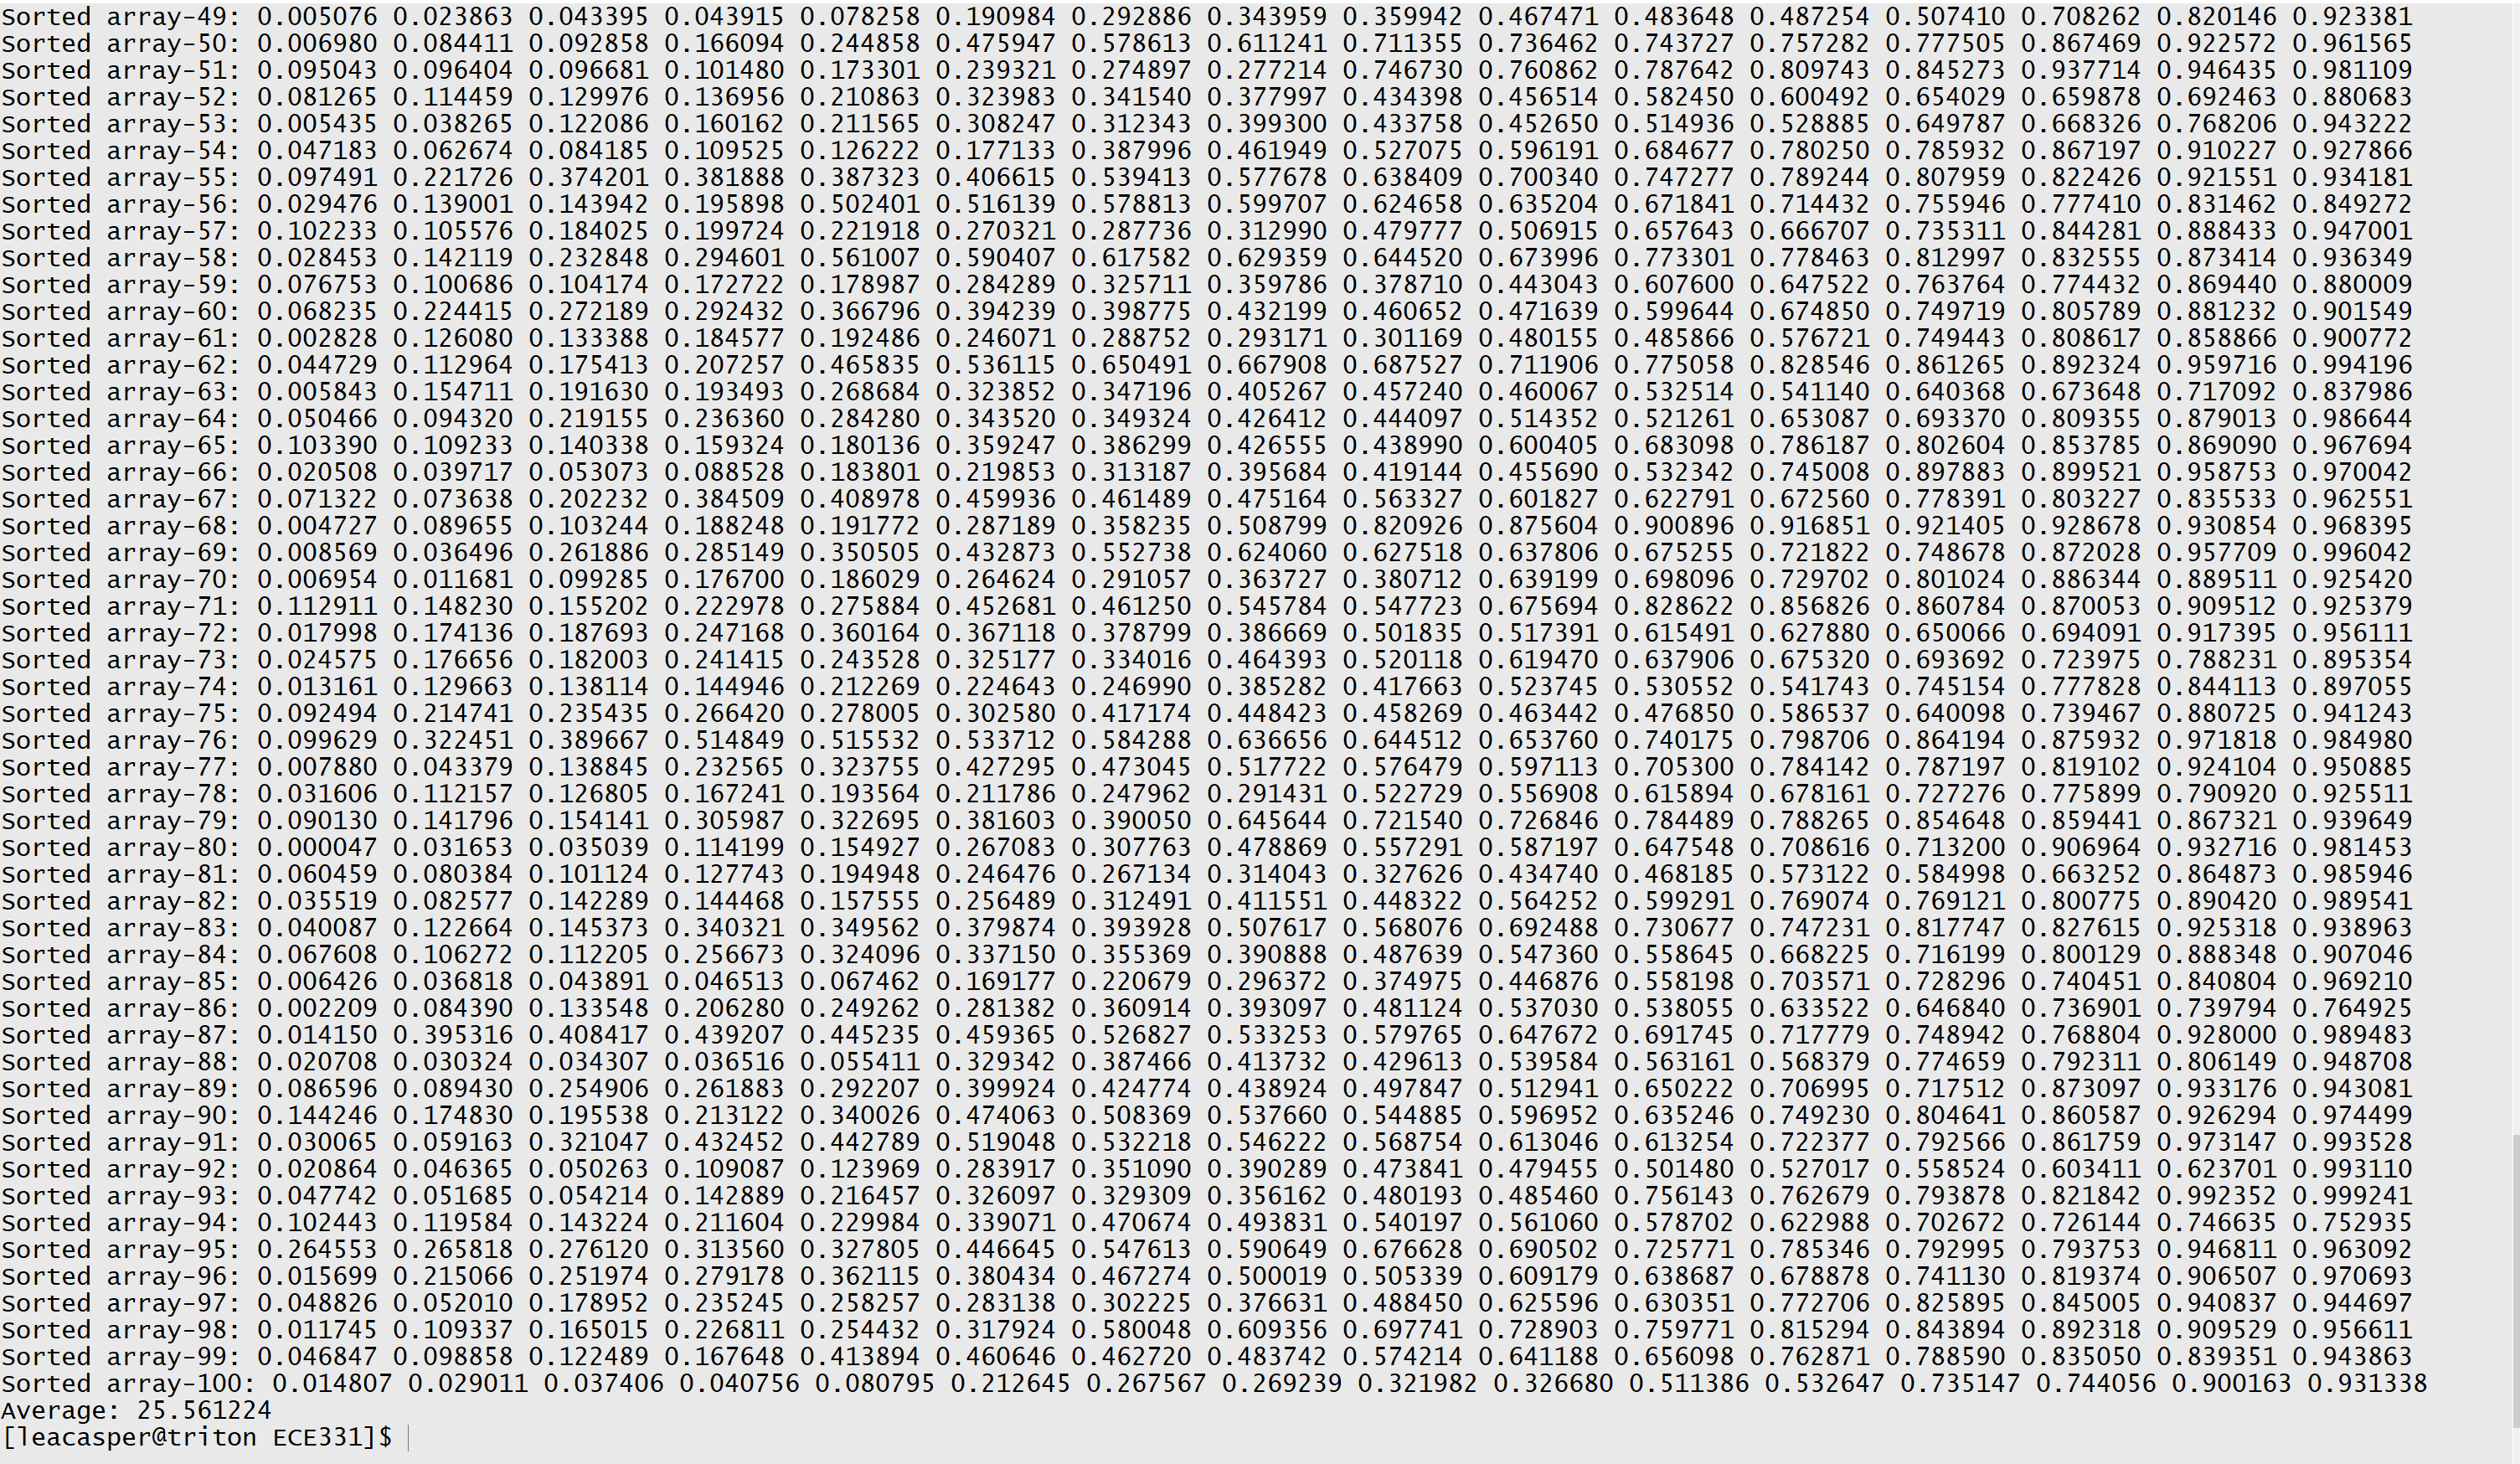 Sorted array-49: 0.005076 0.023863 0.043395 0.043915 0.078258 0.190984 0.292886 0.343959 0.359942 0.467471 0.483648 0.487254 0.507410 0.708262 0.820146 0.923381
Sorted array-50: 0.006980 0.084411 0.092858 0.166094 0.244858 0.475947 0.578613 0.611241 0.711355 0.736462 0.743727 0.757282 0.777505 0.867469 0.922572 0.961565
Sorted array-51: 0.095043 0.096404 0.096681 0.101480 0.173301 0.239321 0.274897 0.277214 0.746730 0.760862 0.787642 0.809743 0.845273 0.937714 0.946435 0.981109
Sorted array-52: 0.081265 0.114459 0.129976 0.136956 0.210863 0.323983 0.341540 0.377997 0.434398 0.456514 0.582450 0.600492 0.654029 0.659878 0.692463 0.880683
Sorted array-53: 0.005435 0.038265 0.122086 0.160162 0.211565 0.308247 0.312343 0.399300 0.433758 0.452650 0.514936 0.528885 0.649787 0.668326 0.768206 0.943222
Sorted array-54: 0.047183 0.062674 0.084185 0.109525 0.126222 0.177133 0.387996 0.461949 0.527075 0.596191 0.684677 0.780250 0.785932 0.867197 0.910227 0.927866
Sorted array-55: 0.097491 0.221726 0.374201 0.381888 0.387323 0.406615 0.539413 0.577678 0.638409 0.700340 0.747277 0.789244 0.807959 0.822426 0.921551 0.934181
Sorted array-56: 0.029476 0.139001 0.143942 0.195898 0.502401 0.516139 0.578813 0.599707 0.624658 0.635204 0.671841 0.714432 0.755946 0.777410 0.831462 0.849272
Sorted array-57: 0.102233 0.105576 0.184025 0.199724 0.221918 0.270321 0.287736 0.312990 0.479777 0.506915 0.657643 0.666707 0.735311 0.844281 0.888433 0.947001
Sorted array-58: 0.028453 0.142119 0.232848 0.294601 0.561007 0.590407 0.617582 0.629359 0.644520 0.673996 0.773301 0.778463 0.812997 0.832555 0.873414 0.936349
Sorted array-59: 0.076753 0.100686 0.104174 0.172722 0.178987 0.284289 0.325711 0.359786 0.378710 0.443043 0.607600 0.647522 0.763764 0.774432 0.869440 0.880009
Sorted array-60: 0.068235 0.224415 0.272189 0.292432 0.366796 0.394239 0.398775 0.432199 0.460652 0.471639 0.599644 0.674850 0.749719 0.805789 0.881232 0.901549
Sorted array-61: 0.002828 0.126080 0.133388 0.184577 0.192486 0.246071 0.288752 0.293171 0.301169 0.480155 0.485866 0.576721 0.749443 0.808617 0.858866 0.900772
Sorted array-62: 0.044729 0.112964 0.175413 0.207257 0.465835 0.536115 0.650491 0.667908 0.687527 0.711906 0.775058 0.828546 0.861265 0.892324 0.959716 0.994196
Sorted array-63: 0.005843 0.154711 0.191630 0.193493 0.268684 0.323852 0.347196 0.405267 0.457240 0.460067 0.532514 0.541140 0.640368 0.673648 0.717092 0.837986
Sorted array-64: 0.050466 0.094320 0.219155 0.236360 0.284280 0.343520 0.349324 0.426412 0.444097 0.514352 0.521261 0.653087 0.693370 0.809355 0.879013 0.986644
Sorted array-65: 0.103390 0.109233 0.140338 0.159324 0.180136 0.359247 0.386299 0.426555 0.438990 0.600405 0.683098 0.786187 0.802604 0.853785 0.869090 0.967694
Sorted array-66: 0.020508 0.039717 0.053073 0.088528 0.183801 0.219853 0.313187 0.395684 0.419144 0.455690 0.532342 0.745008 0.897883 0.899521 0.958753 0.970042
Sorted array-67: 0.071322 0.073638 0.202232 0.384509 0.408978 0.459936 0.461489 0.475164 0.563327 0.601827 0.622791 0.672560 0.778391 0.803227 0.835533 0.962551
Sorted array-68: 0.004727 0.089655 0.103244 0.188248 0.191772 0.287189 0.358235 0.508799 0.820926 0.875604 0.900896 0.916851 0.921405 0.928678 0.930854 0.968395
Sorted array-69: 0.008569 0.036496 0.261886 0.285149 0.350505 0.432873 0.552738 0.624060 0.627518 0.637806 0.675255 0.721822 0.748678 0.872028 0.957709 0.996042
Sorted array-70: 0.006954 0.011681 0.099285 0.176700 0.186029 0.264624 0.291057 0.363727 0.380712 0.639199 0.698096 0.729702 0.801024 0.886344 0.889511 0.925420
Sorted array-71: 0.112911 0.148230 0.155202 0.222978 0.275884 0.452681 0.461250 0.545784 0.547723 0.675694 0.828622 0.856826 0.860784 0.870053 0.909512 0.925379
Sorted array-72: 0.017998 0.174136 0.187693 0.247168 0.360164 0.367118 0.378799 0.386669 0.501835 0.517391 0.615491 0.627880 0.650066 0.694091 0.917395 0.956111
Sorted array-73: 0.024575 0.176656 0.182003 0.241415 0.243528 0.325177 0.334016 0.464393 0.520118 0.619470 0.637906 0.675320 0.693692 0.723975 0.788231 0.895354
Sorted array-74: 0.013161 0.129663 0.138114 0.144946 0.212269 0.224643 0.246990 0.385282 0.417663 0.523745 0.530552 0.541743 0.745154 0.777828 0.844113 0.897055
Sorted array-75: 0.092494 0.214741 0.235435 0.266420 0.278005 0.302580 0.417174 0.448423 0.458269 0.463442 0.476850 0.586537 0.640098 0.739467 0.880725 0.941243
Sorted array-76: 0.099629 0.322451 0.389667 0.514849 0.515532 0.533712 0.584288 0.636656 0.644512 0.653760 0.740175 0.798706 0.864194 0.875932 0.971818 0.984980
Sorted array-77: 0.007880 0.043379 0.138845 0.232565 0.323755 0.427295 0.473045 0.517722 0.576479 0.597113 0.705300 0.784142 0.787197 0.819102 0.924104 0.950885
Sorted array-78: 0.031606 0.112157 0.126805 0.167241 0.193564 0.211786 0.247962 0.291431 0.522729 0.556908 0.615894 0.678161 0.727276 0.775899 0.790920 0.925511
Sorted array-79: 0.090130 0.141796 0.154141 0.305987 0.322695 0.381603 0.390050 0.645644 0.721540 0.726846 0.784489 0.788265 0.854648 0.859441 0.867321 0.939649
Sorted array-80: 0.000047 0.031653 0.035039 0.114199 0.154927 0.267083 0.307763 0.478869 0.557291 0.587197 0.647548 0.708616 0.713200 0.906964 0.932716 0.981453
Sorted array-81: 0.060459 0.080384 0.101124 0.127743 0.194948 0.246476 0.267134 0.314043 0.327626 0.434740 0.468185 0.573122 0.584998 0.663252 0.864873 0.985946
Sorted array-82: 0.035519 0.082577 0.142289 0.144468 0.157555 0.256489 0.312491 0.411551 0.448322 0.564252 0.599291 0.769074 0.769121 0.800775 0.890420 0.989541
Sorted array-83: 0.040087 0.122664 0.145373 0.340321 0.349562 0.379874 0.393928 0.507617 0.568076 0.692488 0.730677 0.747231 0.817747 0.827615 0.925318 0.938963
Sorted array-84: 0.067608 0.106272 0.112205 0.256673 0.324096 0.337150 0.355369 0.390888 0.487639 0.547360 0.558645 0.668225 0.716199 0.800129 0.888348 0.907046
Sorted array-85: 0.006426 0.036818 0.043891 0.046513 0.067462 0.169177 0.220679 0.296372 0.374975 0.446876 0.558198 0.703571 0.728296 0.740451 0.840804 0.969210
Sorted array-86: 0.002209 0.084390 0.133548 0.206280 0.249262 0.281382 0.360914 0.393097 0.481124 0.537030 0.538055 0.633522 0.646840 0.736901 0.739794 0.764925
Sorted array-87: 0.014150 0.395316 0.408417 0.439207 0.445235 0.459365 0.526827 0.533253 0.579765 0.647672 0.691745 0.717779 0.748942 0.768804 0.928000 0.989483
Sorted array-88: 0.020708 0.030324 0.034307 0.036516 0.055411 0.329342 0.387466 0.413732 0.429613 0.539584 0.563161 0.568379 0.774659 0.792311 0.806149 0.948708
Sorted array-89: 0.086596 0.089430 0.254906 0.261883 0.292207 0.399924 0.424774 0.438924 0.497847 0.512941 0.650222 0.706995 0.717512 0.873097 0.933176 0.943081
Sorted array-90: 0.144246 0.174830 0.195538 0.213122 0.340026 0.474063 0.508369 0.537660 0.544885 0.596952 0.635246 0.749230 0.804641 0.860587 0.926294 0.974499
Sorted array-91: 0.030065 0.059163 0.321047 0.432452 0.442789 0.519048 0.532218 0.546222 0.568754 0.613046 0.613254 0.722377 0.792566 0.861759 0.973147 0.993528
Sorted array-92: 0.020864 0.046365 0.050263 0.109087 0.123969 0.283917 0.351090 0.390289 0.473841 0.479455 0.501480 0.527017 0.558524 0.603411 0.623701 0.993110
Sorted array-93: 0.047742 0.051685 0.054214 0.142889 0.216457 0.326097 0.329309 0.356162 0.480193 0.485460 0.756143 0.762679 0.793878 0.821842 0.992352 0.999241
Sorted array-94: 0.102443 0.119584 0.143224 0.211604 0.229984 0.339071 0.470674 0.493831 0.540197 0.561060 0.578702 0.622988 0.702672 0.726144 0.746635 0.752935
Sorted array-95: 0.264553 0.265818 0.276120 0.313560 0.327805 0.446645 0.547613 0.590649 0.676628 0.690502 0.725771 0.785346 0.792995 0.793753 0.946811 0.963092
Sorted array-96: 0.015699 0.215066 0.251974 0.279178 0.362115 0.380434 0.467274 0.500019 0.505339 0.609179 0.638687 0.678878 0.741130 0.819374 0.906507 0.970693
Sorted array-97: 0.048826 0.052010 0.178952 0.235245 0.258257 0.283138 0.302225 0.376631 0.488450 0.625596 0.630351 0.772706 0.825895 0.845005 0.940837 0.944697
Sorted array-98: 0.011745 0.109337 0.165015 0.226811 0.254432 0.317924 0.580048 0.609356 0.697741 0.728903 0.759771 0.815294 0.843894 0.892318 0.909529 0.956611
Sorted array-99: 0.046847 0.098858 0.122489 0.167648 0.413894 0.460646 0.462720 0.483742 0.574214 0.641188 0.656098 0.762871 0.788590 0.835050 0.839351 0.943863
Sorted array-100: 0.014807 0.029011 0.037406 0.040756 0.080795 0.212645 0.267567 0.269239 0.321982 0.326680 0.511386 0.532647 0.735147 0.744056 0.900163 0.931338
Average: 25.561224
[leacasper@triton ECE331]$